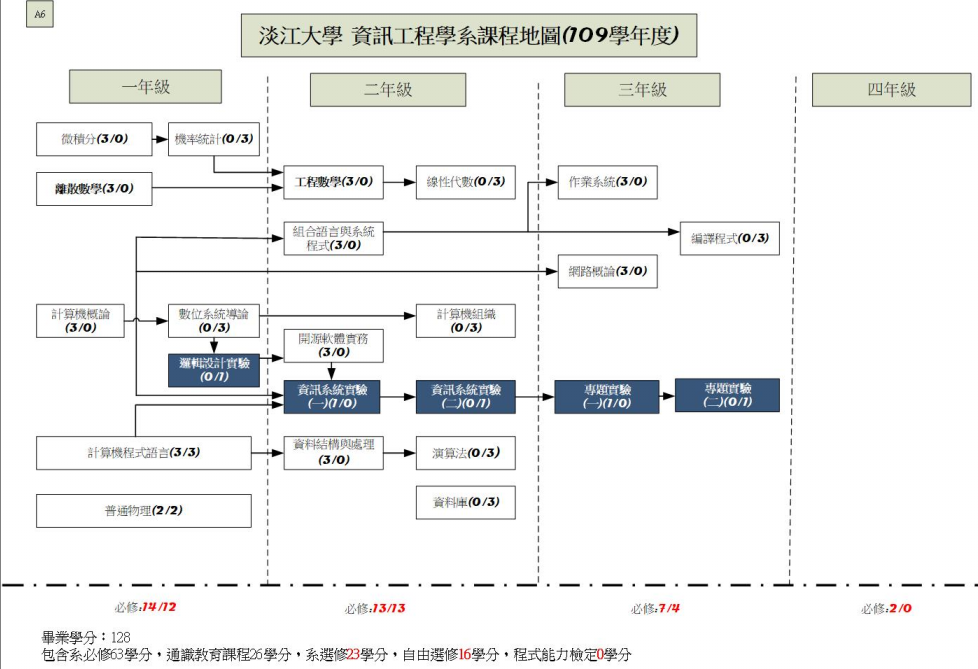 A6
淡江大學 資訊工程學系課程地圖(109學年度)
一年級
二年級
三年級
四年級
微積分(3/0)
機率統計(0/3)
離散數學(3/0)
工程數學(3/0)
線性代數(0/3)
作業系統(3/0)
組合語言與系統
程式(3/0)
編譯程式(0/3)
網路概論(3/0)
計算機概論
(3/0)
數位系統導論
(0/3)
計算機組織
(0/3)
開源軟體實務
(3/0)
邏輯設計實驗
(0/1)
資訊系統實驗
(一)(1/0)
資訊系統實驗
(二)(0/1)
專題實驗
(一)(1/0)
專題實驗
(二)(0/1)
計算機程式語言(3/3)
資料結構與處理
(3/0)
演算法(0/3)
資料庫(0/3)
普通物理(2/2)
必修:14/12
必修:13/13
必修:7/4
必修:2/0
畢業學分：128
包含系必修63學分，通識教育課程26學分，系選修23學分，自由選修16學分，程式能力檢定0學分